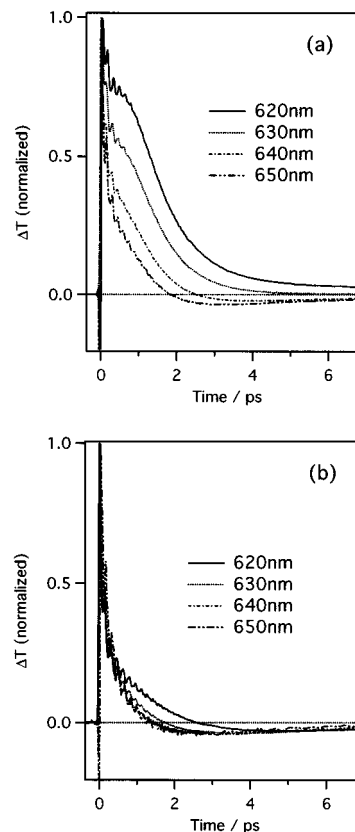 (a)
1.0
0.5
0.0
ΔT (normalized)
620nm
630nm
640nm
650nm
0 2 4 6
Time / ps
(b)
1.0
0.5
0.0
ΔT (normalized)
620nm
630nm
640nm
650nm
0 2 4 6
Time / ps